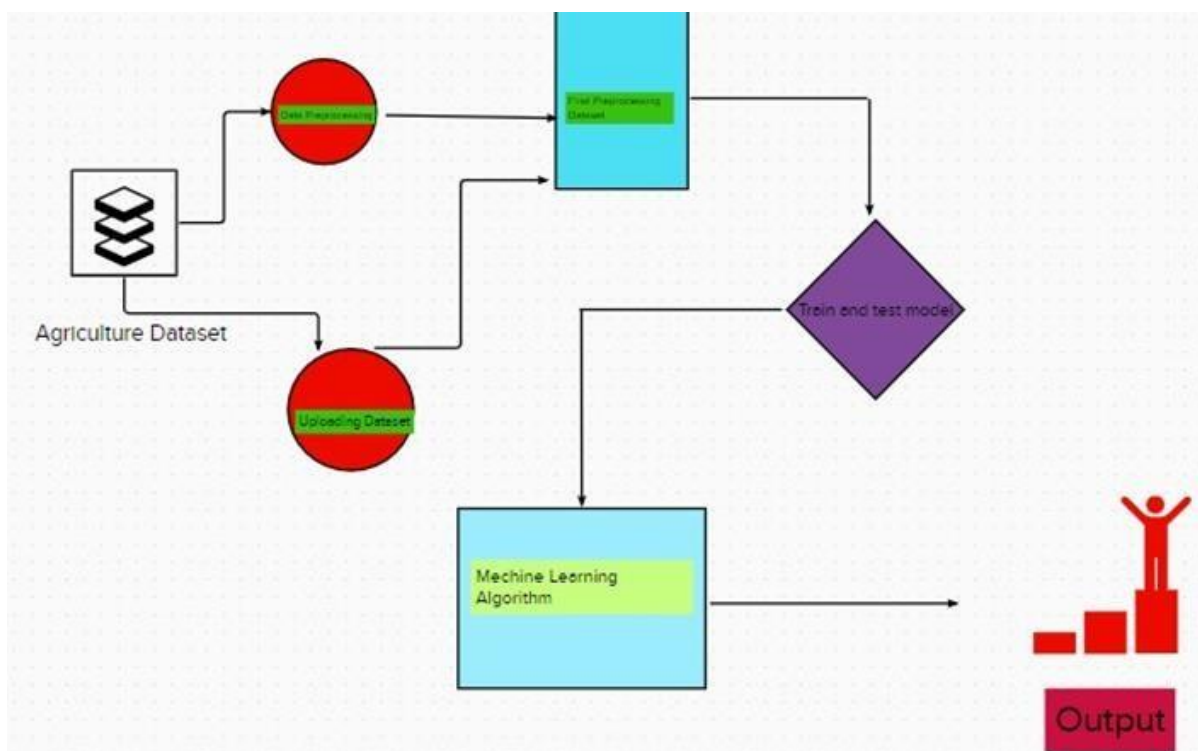 Data Preprocessing
Final Preprocessing
Dataset
Agriculture Dataset
Train and test model
Uploading Dataset
Mechine Learning
Algorithm
Output